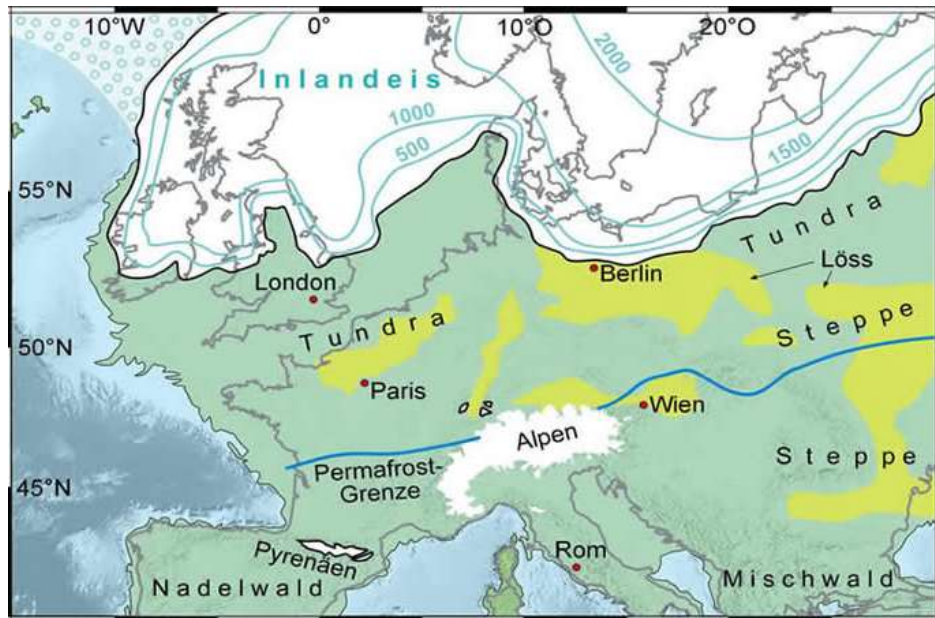 10°W 0° 10°O 20°O
2000
Inlandeis
1000
500
1500
55°N
Tundra
Berlin
Löss
London
Tundra
Steppe
50°N
Paris
Wien
Alpen
Permafrost-
Grenze
Steppe
45°N
Pyrenäen
Rom
Nadelwald
Mischwald